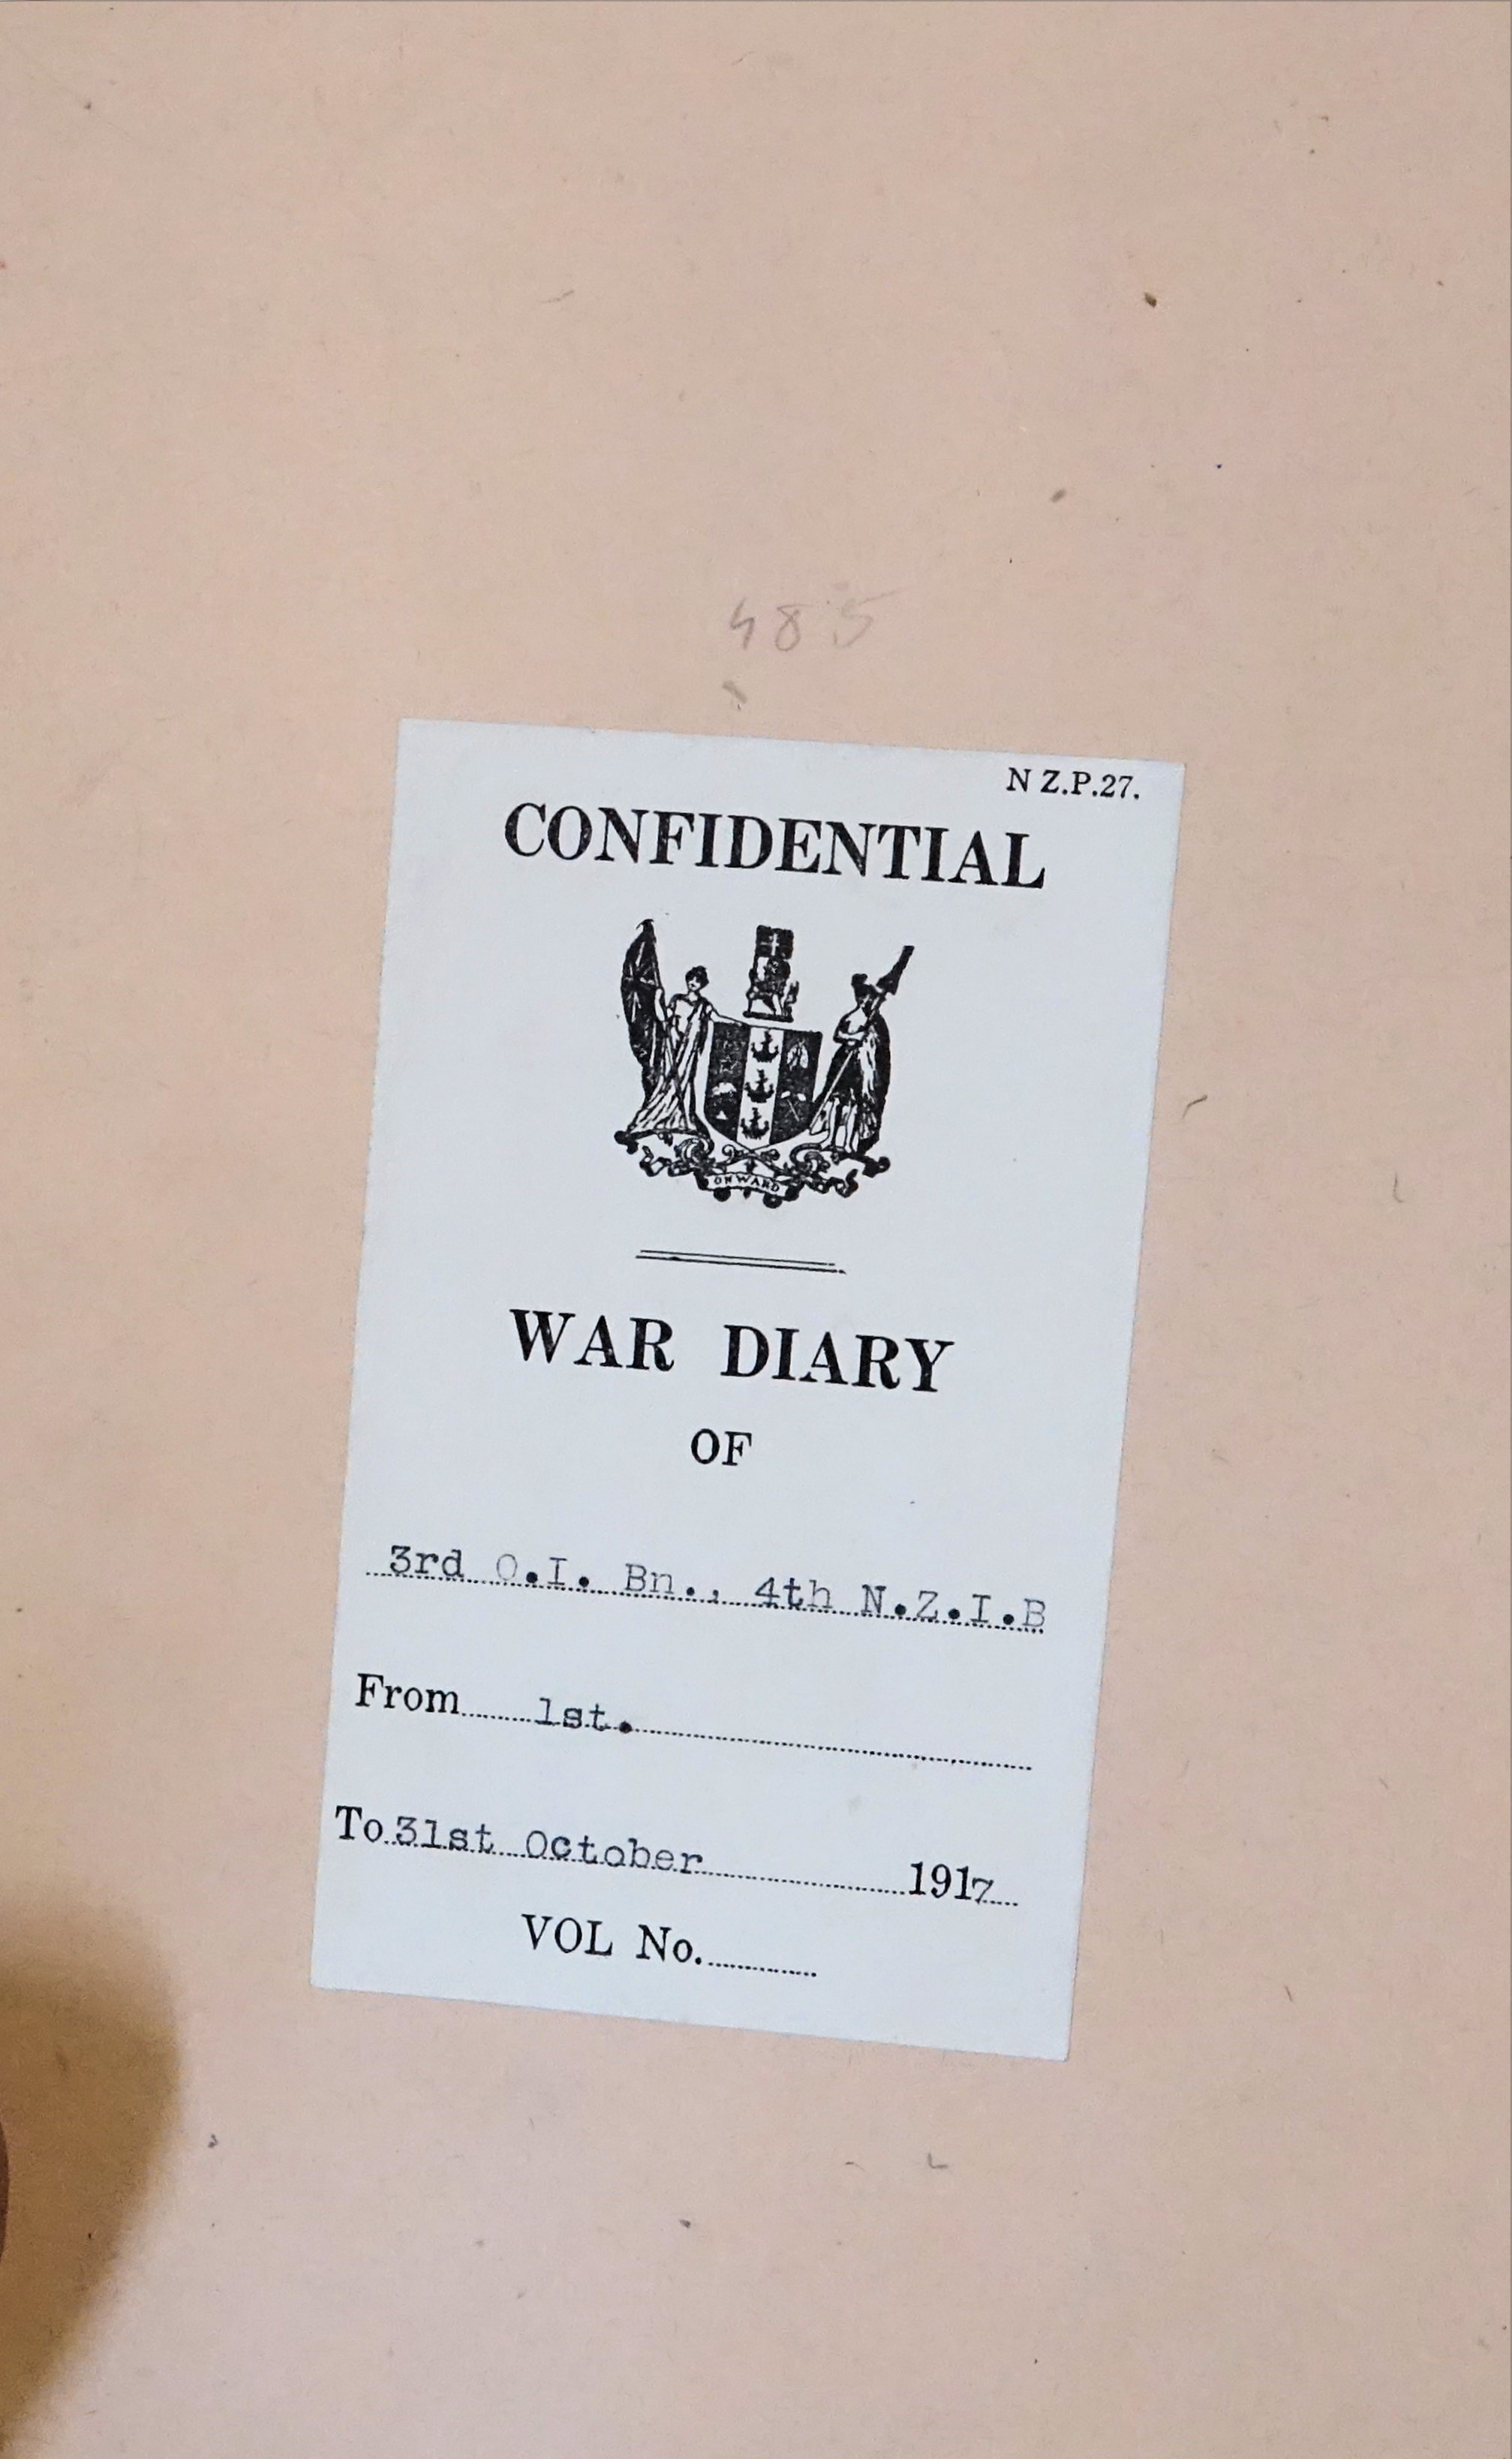 485
N Z.P.27.
CONFIDENTIAL
ONWARD
WAR DIARY
OF
3rd O.I. Bn., 4th N.Z.I.B
From 1st.
To 31st October 1917
VOL No.